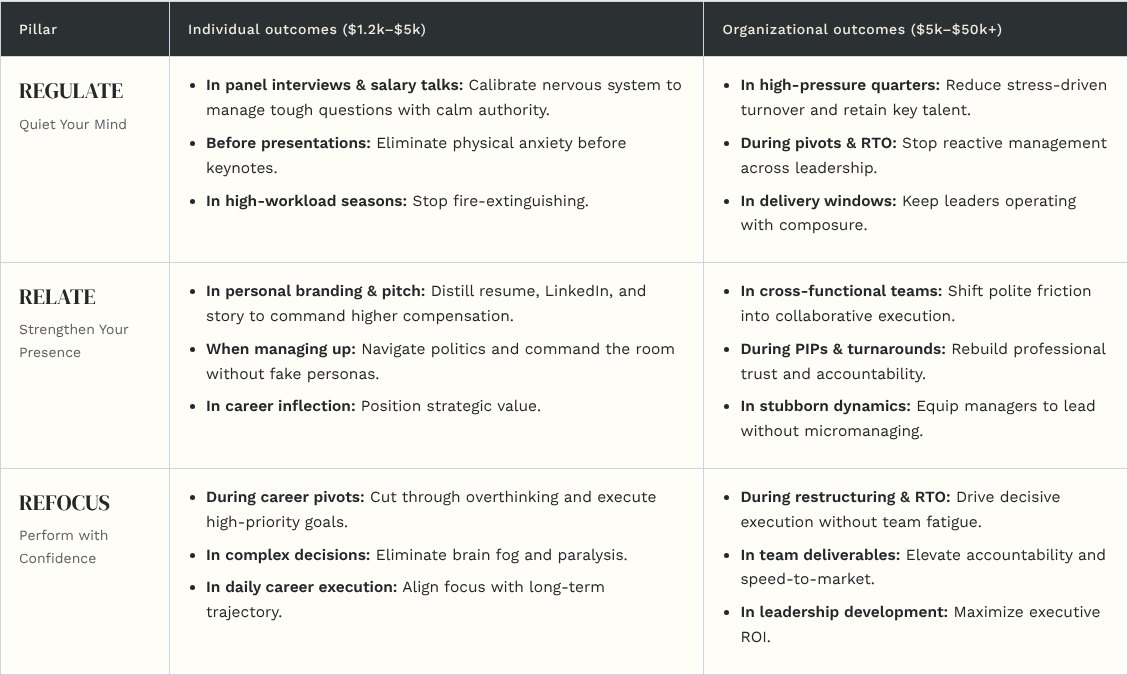 Pillar
Individual outcomes ($1.2k–$5k)
Organizational outcomes ($5k–$50k+)
REGULATE
Quiet Your Mind
• In panel interviews & salary talks: Calibrate nervous system to
manage tough questions with calm authority.
• Before presentations: Eliminate physical anxiety before
keynotes.
• In high-workload seasons: Stop fire-extinguishing.
• In high-pressure quarters: Reduce stress-driven
turnover and retain key talent.
• During pivots & RTO: Stop reactive management
across leadership.
• In delivery windows: Keep leaders operating
with composure.
RELATE
Strengthen Your
Presence
• In personal branding & pitch: Distill resume, LinkedIn, and
story to command higher compensation.
• When managing up: Navigate politics and command the room
without fake personas.
• In career inflection: Position strategic value.
• In cross-functional teams: Shift polite friction
into collaborative execution.
• During PIPs & turnarounds: Rebuild professional
trust and accountability.
• In stubborn dynamics: Equip managers to lead
without micromanaging.
REFOCUS
Perform with
Confidence
• During career pivots: Cut through overthinking and execute
high-priority goals.
• In complex decisions: Eliminate brain fog and paralysis.
• In daily career execution: Align focus with long-term
trajectory.
• During restructuring & RTO: Drive decisive
execution without team fatigue.
• In team deliverables: Elevate accountability and
speed-to-market.
• In leadership development: Maximize executive
ROI.